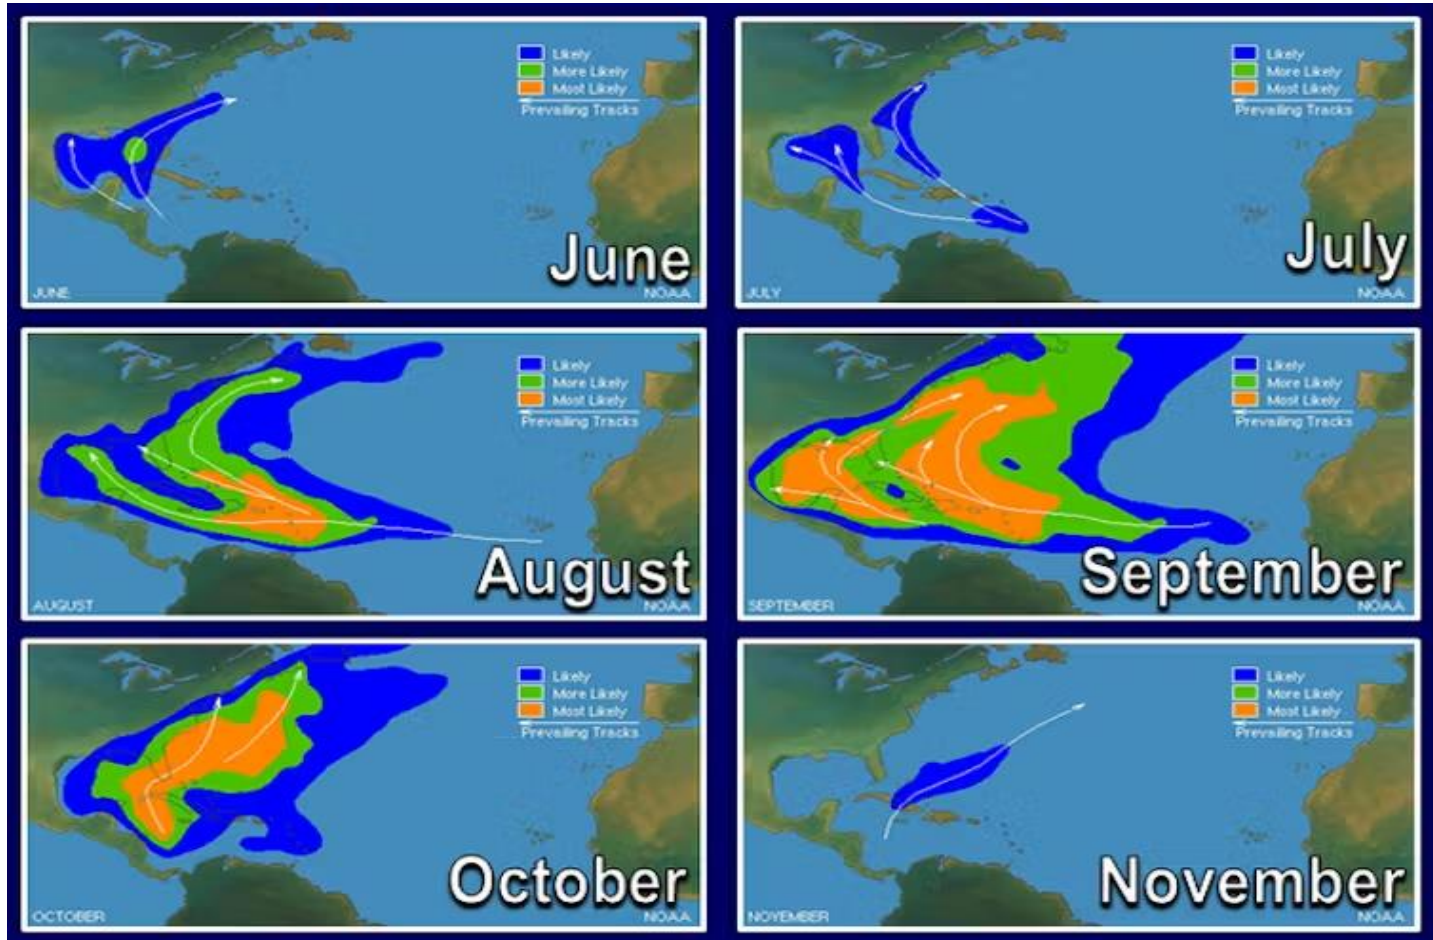 Likely
More Likely
Most Likely
Prevailing Tracks
June
JUNE
NOAA
Likely
More Likely
Most Likely
Prevailing Tracks
July
JULY
NOAA
Likely
More Likely
Most Likely
Prevailing Tracks
August
AUGUST
NOAA
Likely
More Likely
Most Likely
Prevailing Tracks
September
SEPTEMBER
NOAA
Likely
More Likely
Most Likely
Prevailing Tracks
October
OCTOBER
NOAA
Likely
More Likely
Most Likely
Prevailing Tracks
November
NOVEMBER
NOAA